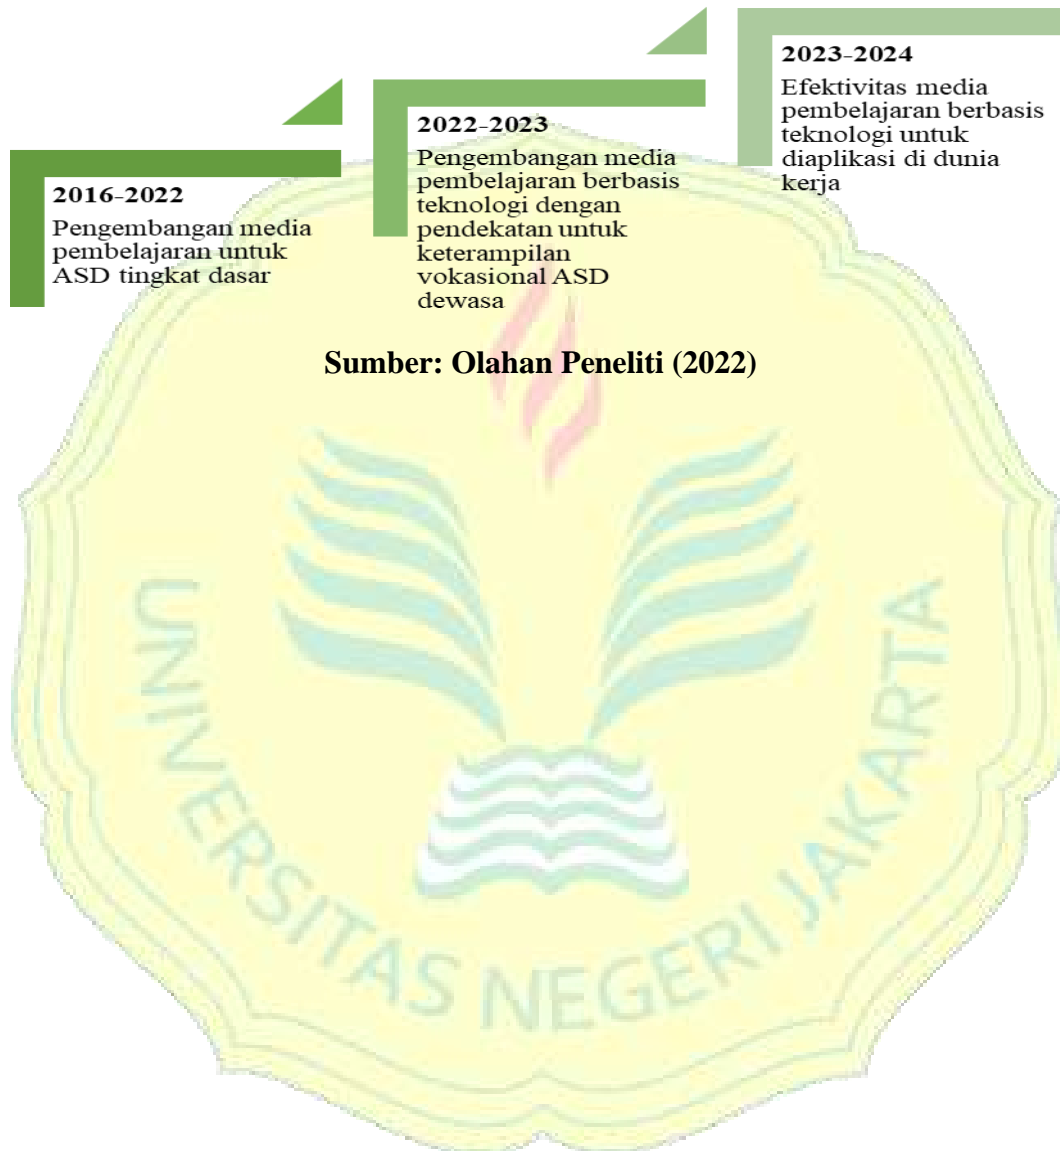 2016-2022
Pengembangan media
pembelajaran untuk
ASD tingkat dasar
2022-2023
Pengembangan media
pembelajaran berbasis
teknologi dengan
pendekatan untuk
keterampilan
vokasional ASD
dewasa
2023-2024
Efektivitas media
pembelajaran berbasis
teknologi untuk
diaplikasi di dunia
kerja
Sumber: Olahan Peneliti (2022)
UNIVERSITAS NEGERI JAKARTA